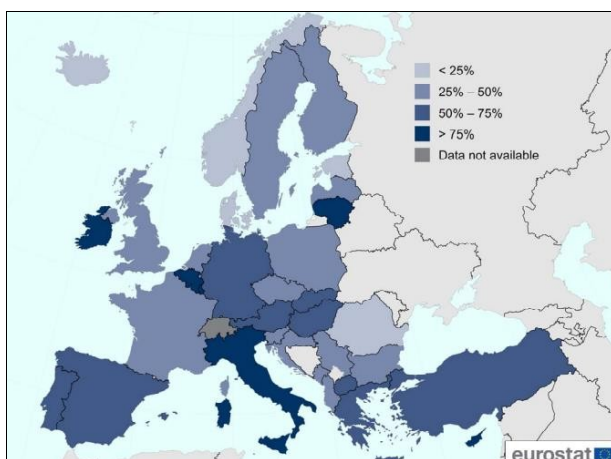 < 25%
25% – 50%
50% – 75%
> 75%
Data not available
eurostat